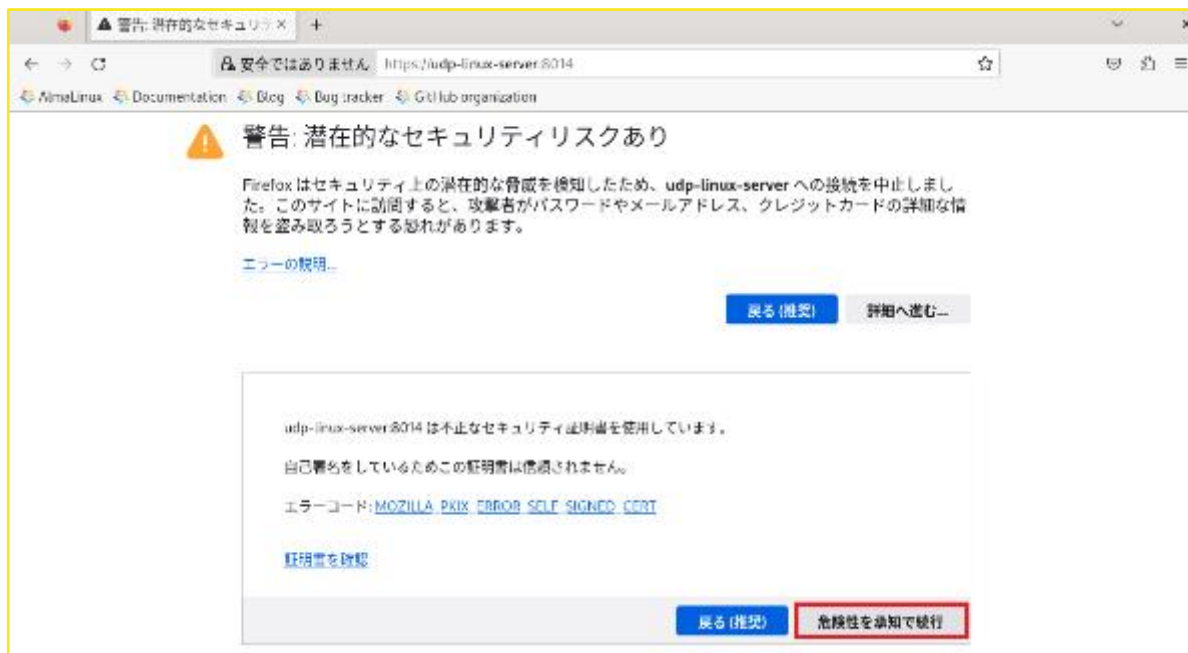 警告: 潜在的なセキュリテ
安全ではありません https://udp-linux-server:8014
AlmaLinux Documentation Blog Bug tracker GitHub organization
警告: 潜在的なセキュリティリスクあり
Firefox はセキュリティ上の潜在的な脅威を検知したため、udp-linux-server への接続を中止しまし
た。このサイトに訪問すると、攻撃者がパスワードやメールアドレス、クレジットカードの詳細な情
報を盗み取ろうとする恐れがあります。
エラーの説明...
戻る (推奨) 詳細へ進む...
udp-linux-server:8014 は不正なセキュリティ証明書を使用しています。
自己署名をしているためこの証明書は信頼されません。
エラーコード: MOZILLA_PKIX_ERROR_SELF_SIGNED_CERT
証明書を確認
戻る (推奨) 危険性を承知で続行